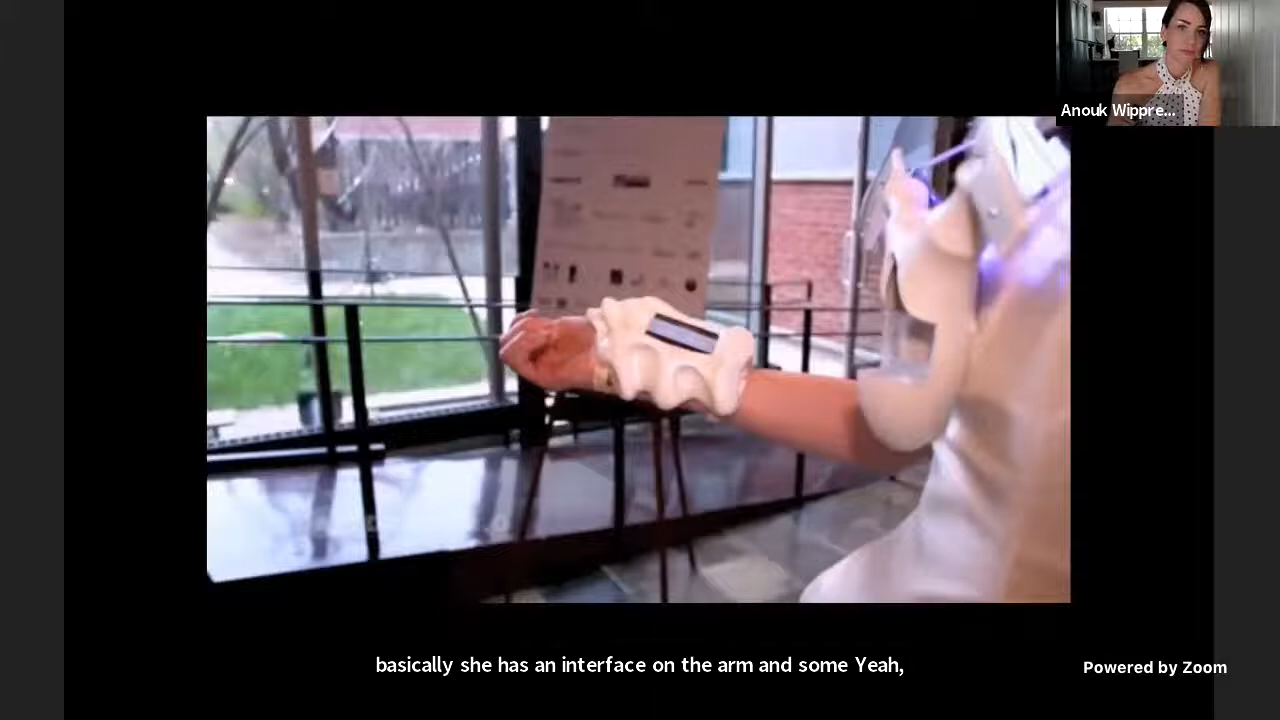 Anouk Wippre...
basically she has an interface on the arm and some Yeah,
Powered by Zoom